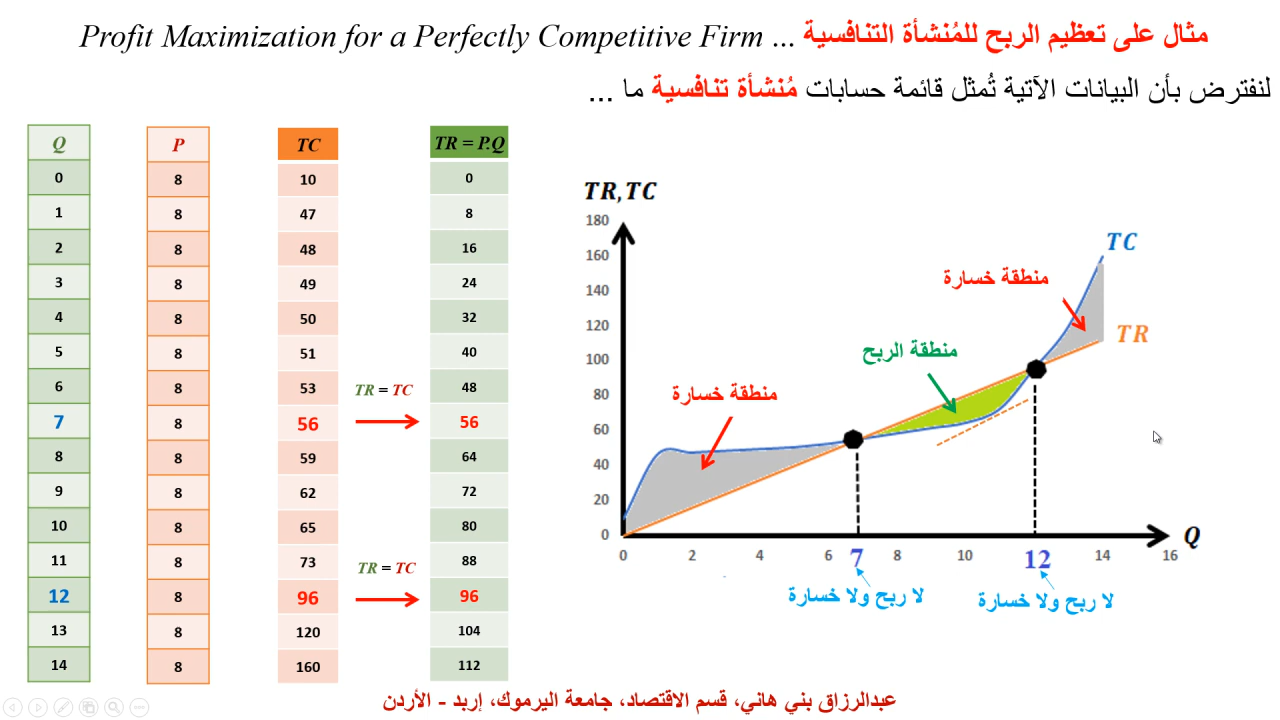 Profit Maximization for a Perfectly Competitive Firm ... مثال على تعظيم الربح للمُنشأة التنافسية
لنفترض بأن البيانات الآتية تُمثل قائمة حسابات مُنشأة تنافسية ما ...
Q P TC TR = P.Q
0 8 10 0
1 8 47 8
2 8 48 16
3 8 49 24
4 8 50 32
5 8 51 40
6 8 53 48
TR = TC
7 8 56 56
8 8 59 64
9 8 62 72
10 8 65 80
11 8 73 88
TR = TC
12 8 96 96
13 8 120 104
14 8 160 112
TR, TC
180
160
140
120
100
80
60
40
20
0
TC
منطقة خسارة
TR
منطقة الربح
منطقة خسارة
Q
0 2 4 6 7 8 10 12 14 16
لا ربح ولا خسارة
لا ربح ولا خسارة
عبدالرزاق بني هاني، قسم الاقتصاد، جامعة اليرموك، إربد - الأردن